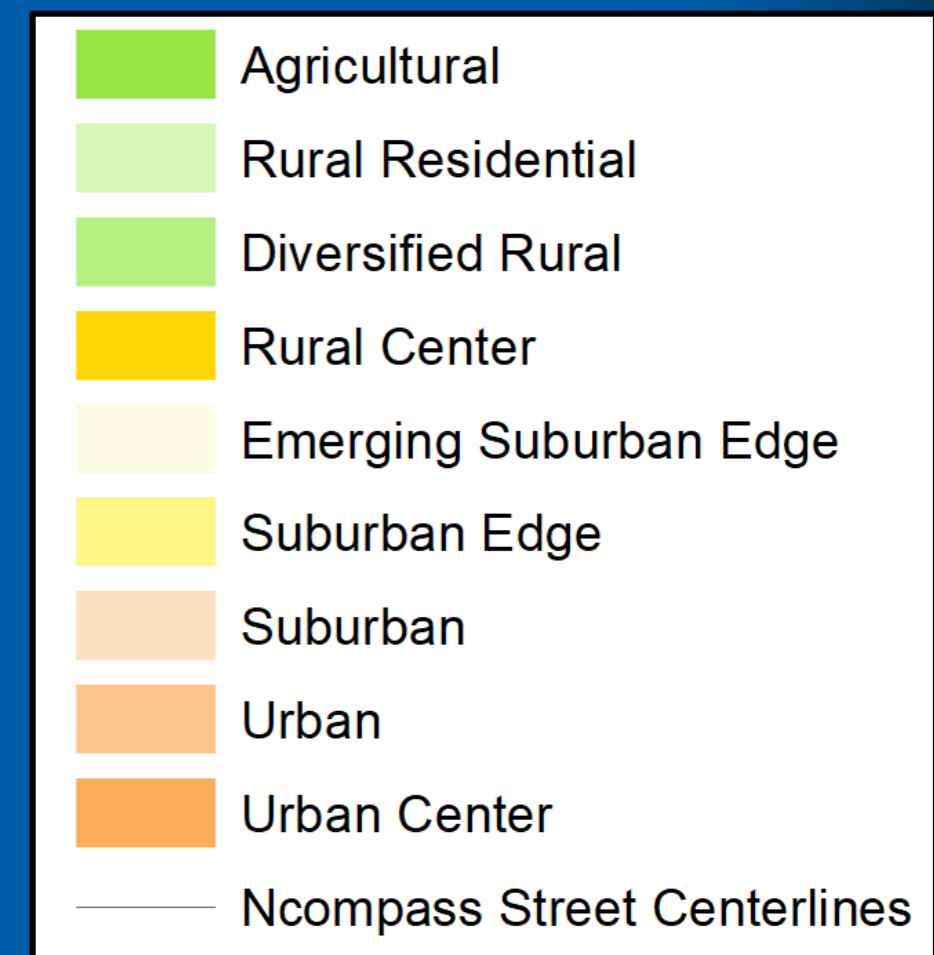 Agricultural
Rural Residential
Diversified Rural
Rural Center
Emerging Suburban Edge
Suburban Edge
Suburban
Urban
Urban Center
Ncompass Street Centerlines